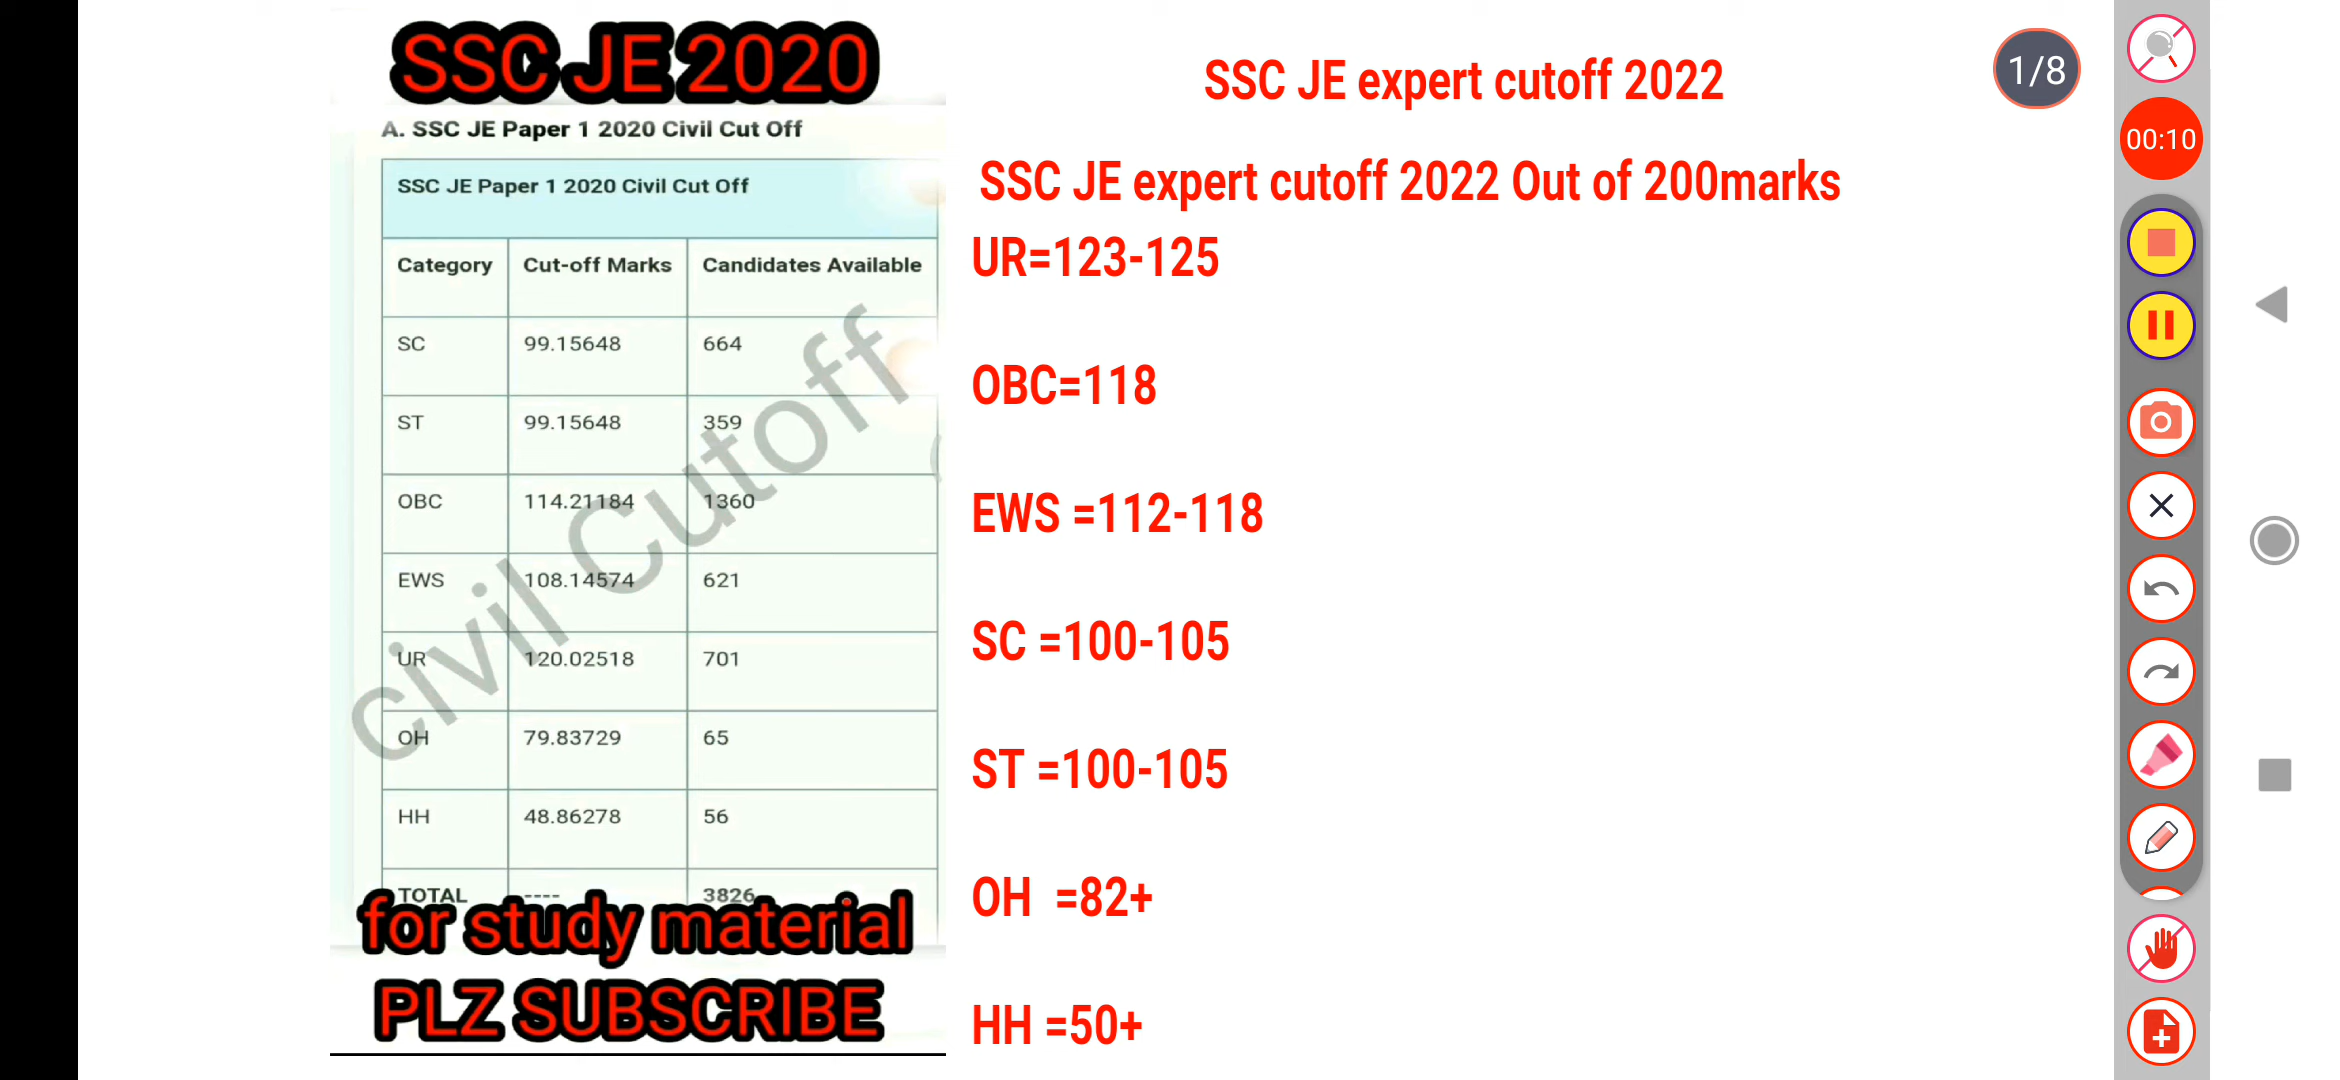 SSC JE 2020
A. SSC JE Paper 1 2020 Civil Cut Off
SSC JE Paper 1 2020 Civil Cut Off
Category Cut-off Marks Candidates Available
SC 99.15648 664
ST 99.15648 359
OBC 114.21184 1360
EWS 108.14574 621
UR 120.02518 701
OH 79.83729 65
HH 48.86278 56
TOTAL ---- 3826
civil Cutoff
for study material
PLZ SUBSCRIBE
SSC JE expert cutoff 2022
SSC JE expert cutoff 2022 Out of 200marks
UR=123-125
OBC=118
EWS =112-118
SC =100-105
ST =100-105
OH =82+
HH =50+
1/8
00:10